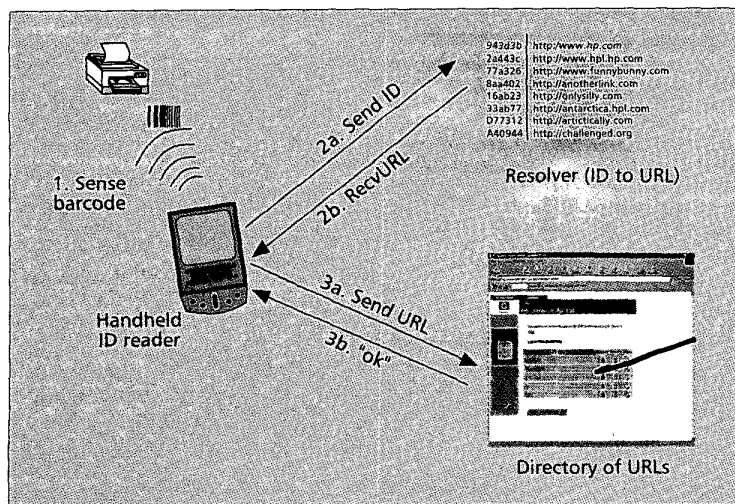 943d3b http:/www.hp.com
2a443c http://www.hpl.hp.com
77a326 http://www.funnybunny.com
8aa402 http://anotherlink.com
16ab23 http://onlysilly.com
33ab77 http://antarctica.hpl.com
D77312 http://artictically.com
A40944 http://challenged.org
Resolver (ID to URL)
2a. Send ID
2b. RecvURL
1. Sense
barcode
Handheld
ID reader
3a. Send URL
3b. "ok"
Directory of URLs